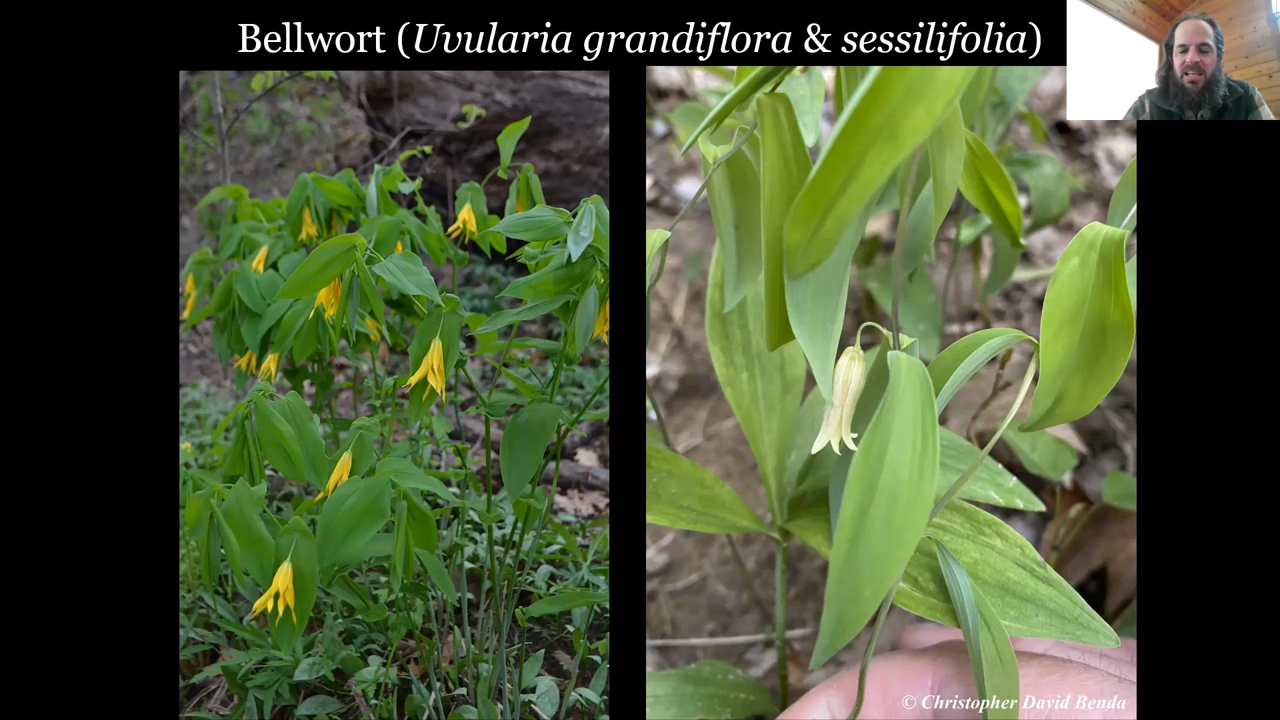 Bellwort (Uvularia grandiflora & sessilifolia)
© Christopher David Benda